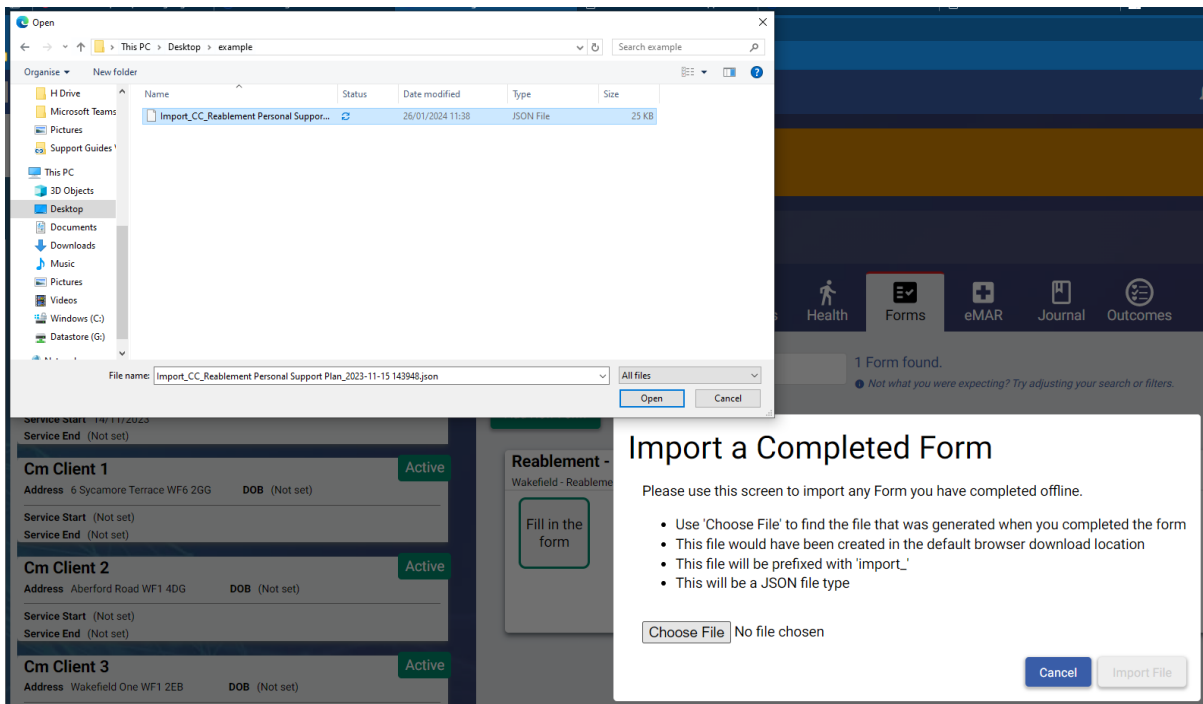 Open
This PC > Desktop > example
Search example
Organise
New folder
H Drive
Microsoft Teams
Pictures
Support Guides
This PC
3D Objects
Desktop
Documents
Downloads
Music
Pictures
Videos
Windows (C:)
Datastore (G:)
Name Status Date modified Type Size
Import_CC_Reablement Personal Suppor... 26/01/2024 11:38 JSON File 25 KB
File name: Import_CC_Reablement Personal Support Plan_2023-11-15 143948.json All files
Open Cancel
Health Forms eMAR Journal Outcomes
1 Form found.
Not what you were expecting? Try adjusting your search or filters.
Service Start 14/11/2023
Service End (Not set)
Cm Client 1 Active
Address 6 Sycamore Terrace WF6 2GG DOB (Not set)
Service Start (Not set)
Service End (Not set)
Cm Client 2 Active
Address Aberford Road WF1 4DG DOB (Not set)
Service Start (Not set)
Service End (Not set)
Cm Client 3 Active
Address Wakefield One WF1 2EB DOB (Not set)
Reablement -
Wakefield - Reableme
Fill in the
form
Import a Completed Form
Please use this screen to import any Form you have completed offline.
• Use 'Choose File' to find the file that was generated when you completed the form
• This file would have been created in the default browser download location
• This file will be prefixed with 'import_'
• This will be a JSON file type
Choose File No file chosen
Cancel Import File